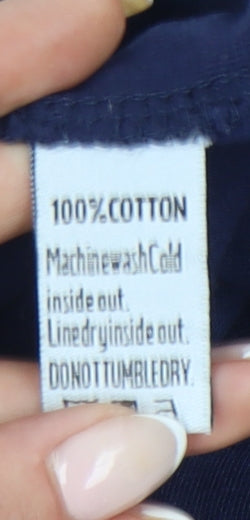 100%COTTON
MachinewashCold
inside out.
Linedryinside out.
DONOTTUMBLEDRY.